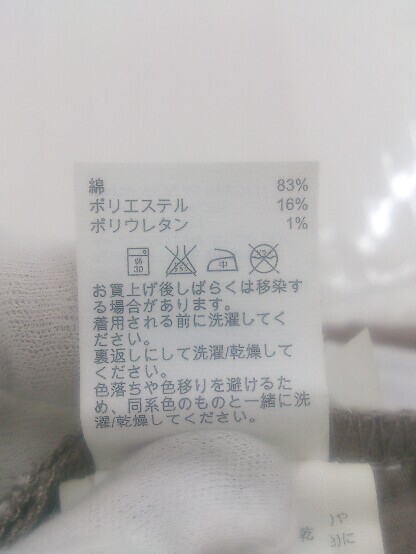 綿 83%
ポリエステル 16%
ポリウレタン 1%
弱 30 中
お買上げ後しばらくは移染す
る場合があります。
着用される前に洗濯してく
ださい。
裏返しにして洗濯/乾燥して
ください。
色落ちや色移りを避けるた
め、同系色のものと一緒に洗
濯/乾燥してください。
や
乾 に